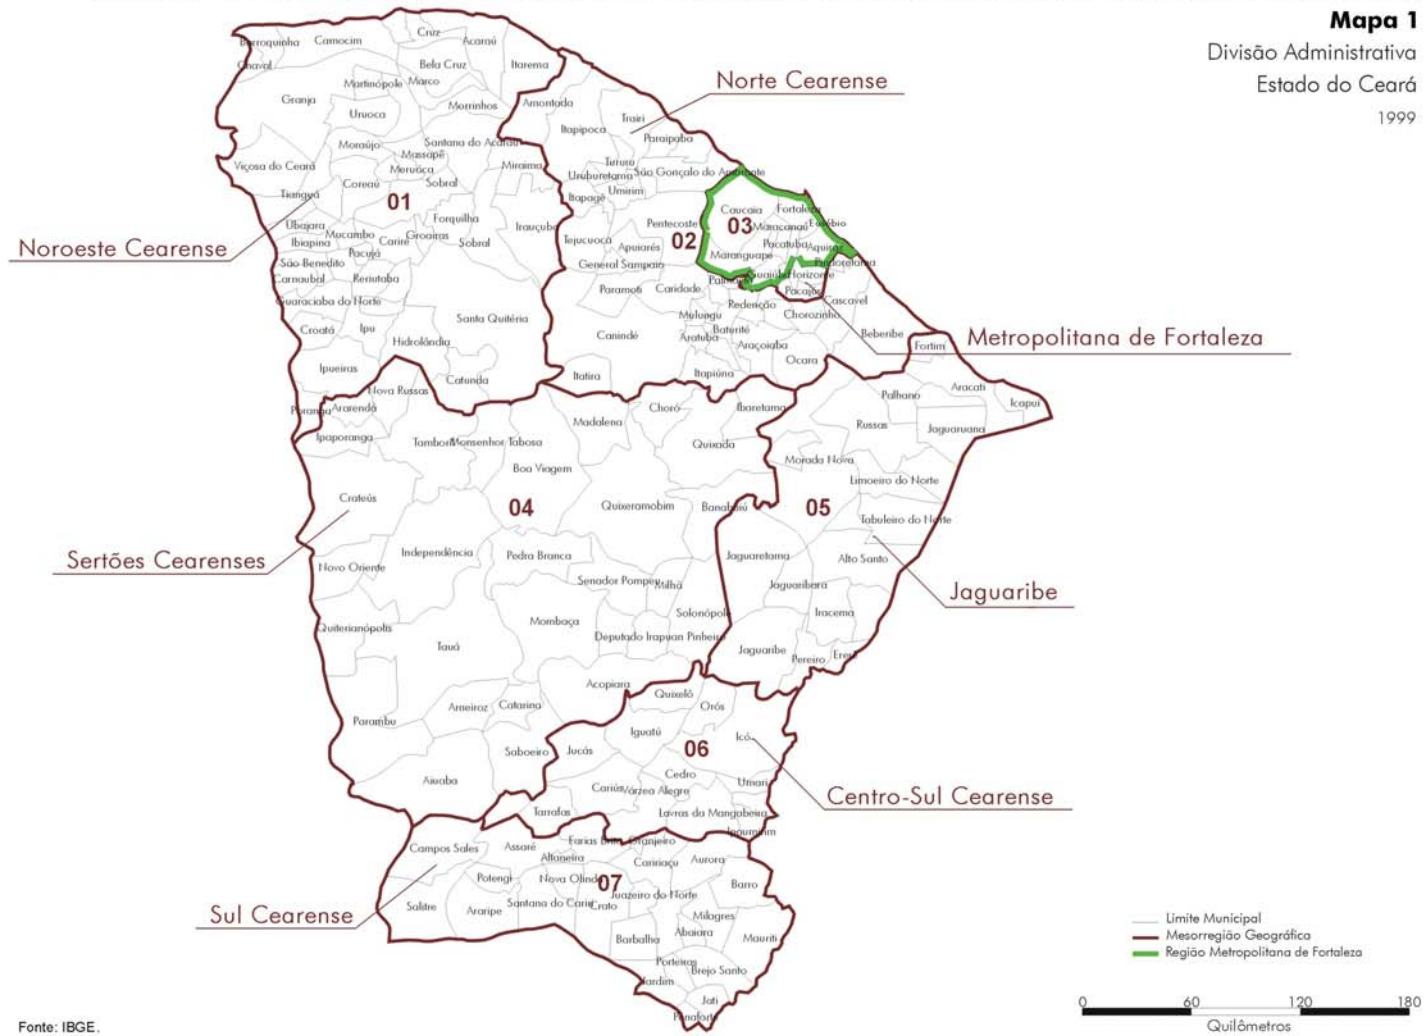 Mapa 1
Divisão Administrativa
Estado do Ceará
1999
Norte Cearense
Noroeste Cearense
Metropolitana de Fortaleza
Sertões Cearenses
Jaguaribe
Centro-Sul Cearense
Sul Cearense
01
02
03
04
05
06
07
Barroquinha
Camocim
Cruz
Acaraú
Chaval
Bela Cruz
Itarema
Martinópole
Marco
Granja
Morrinhos
Uruoca
Amontada
Trairi
Itapipoca
Paraipaba
Moraújo
Santana do Acaraú
Massapê
Meruoca
Miraíma
Viçosa do Ceará
Coreaú
Sobral
Tianguá
Tururu
Uruburetama
São Gonçalo do Amarante
Umirim
Itapagé
Forquilha
Irauçuba
Ubajara
Mucambo
Groaíras
Ibiapina
Cariré
Sobral
Pacujá
São Benedito
Carnaubal
Reriutaba
Guaraciaba do Norte
Croatá
Ipu
Santa Quitéria
Hidrolândia
Ipueiras
Catunda
Nova Russas
Poranga
Ararendá
Ipaporanga
Tejucuoca
Pentecoste
Apuiarés
General Sampaio
Paramoti
Caridade
Canindé
Itatira
Caucaia
Fortaleza
Maracanaú
Eusébio
Pacatuba
Aquiraz
Maranguape
Guaiúba
Horizonte
Pindoretama
Palmácia
Pacajús
Cascavel
Redenção
Chorozinho
Mulungu
Baturité
Aratuba
Araçoiaba
Beberibe
Ocara
Itapiúna
Fortim
Aracati
Icapuí
Palhano
Russas
Jaguaruana
Madalena
Choró
Ibaretama
Quixada
Tamboril
Monsenhor Tabosa
Boa Viagem
Morada Nova
Limoeiro do Norte
Crateús
Quixeramobim
Banabuiú
Tabuleiro do Norte
Independência
Pedra Branca
Jaguaretama
Alto Santo
Novo Oriente
Senador Pompeu
Milhã
Jaguaribara
Solonópole
Iracema
Quiterianópolis
Mombaça
Deputado Irapuan Pinheiro
Tauá
Jaguaribe
Pereiro
Ererê
Acopiara
Quixelô
Arneiroz
Catarina
Orós
Parambu
Iguatú
Icó
Saboeiro
Jucás
Aiuaba
Cedro
Umari
Cariús
Várzea Alegre
Tarrafas
Lavras da Mangabeira
Ipaumirim
Campos Sales
Assaré
Farias Brito
Granjeiro
Altaneira
Caririaçu
Aurora
Potengi
Nova Olinda
Juazeiro do Norte
Barro
Salitre
Araripe
Santana do Cariri
Crato
Milagres
Abaiara
Barbalha
Mauriti
Porteiras
Brejo Santo
Jardim
Jati
Penaforte
Limite Municipal
Mesorregião Geográfica
Região Metropolitana de Fortaleza
0 60 120 180
Quilômetros
Fonte: IBGE.